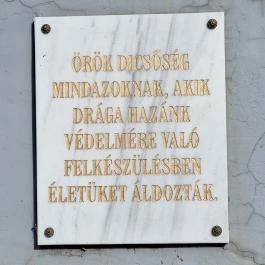 ÖRÖK DICSŐSÉG
MINDAZOKNAK, AKIK
DRÁGA HAZÁNK
VÉDELMÉRE VALÓ
FELKÉSZÜLÉSBEN
ÉLETÜKET ÁLDOZTÁK.